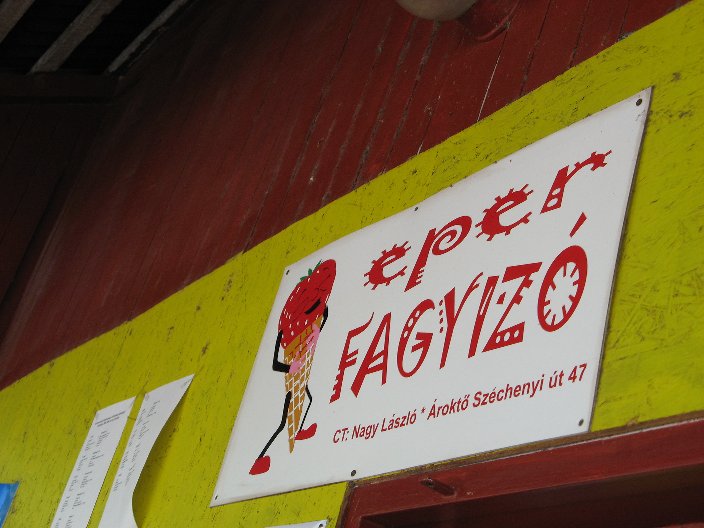 eper
FAGYIZÓ
CT: Nagy László * Ároktő Széchenyi út 47